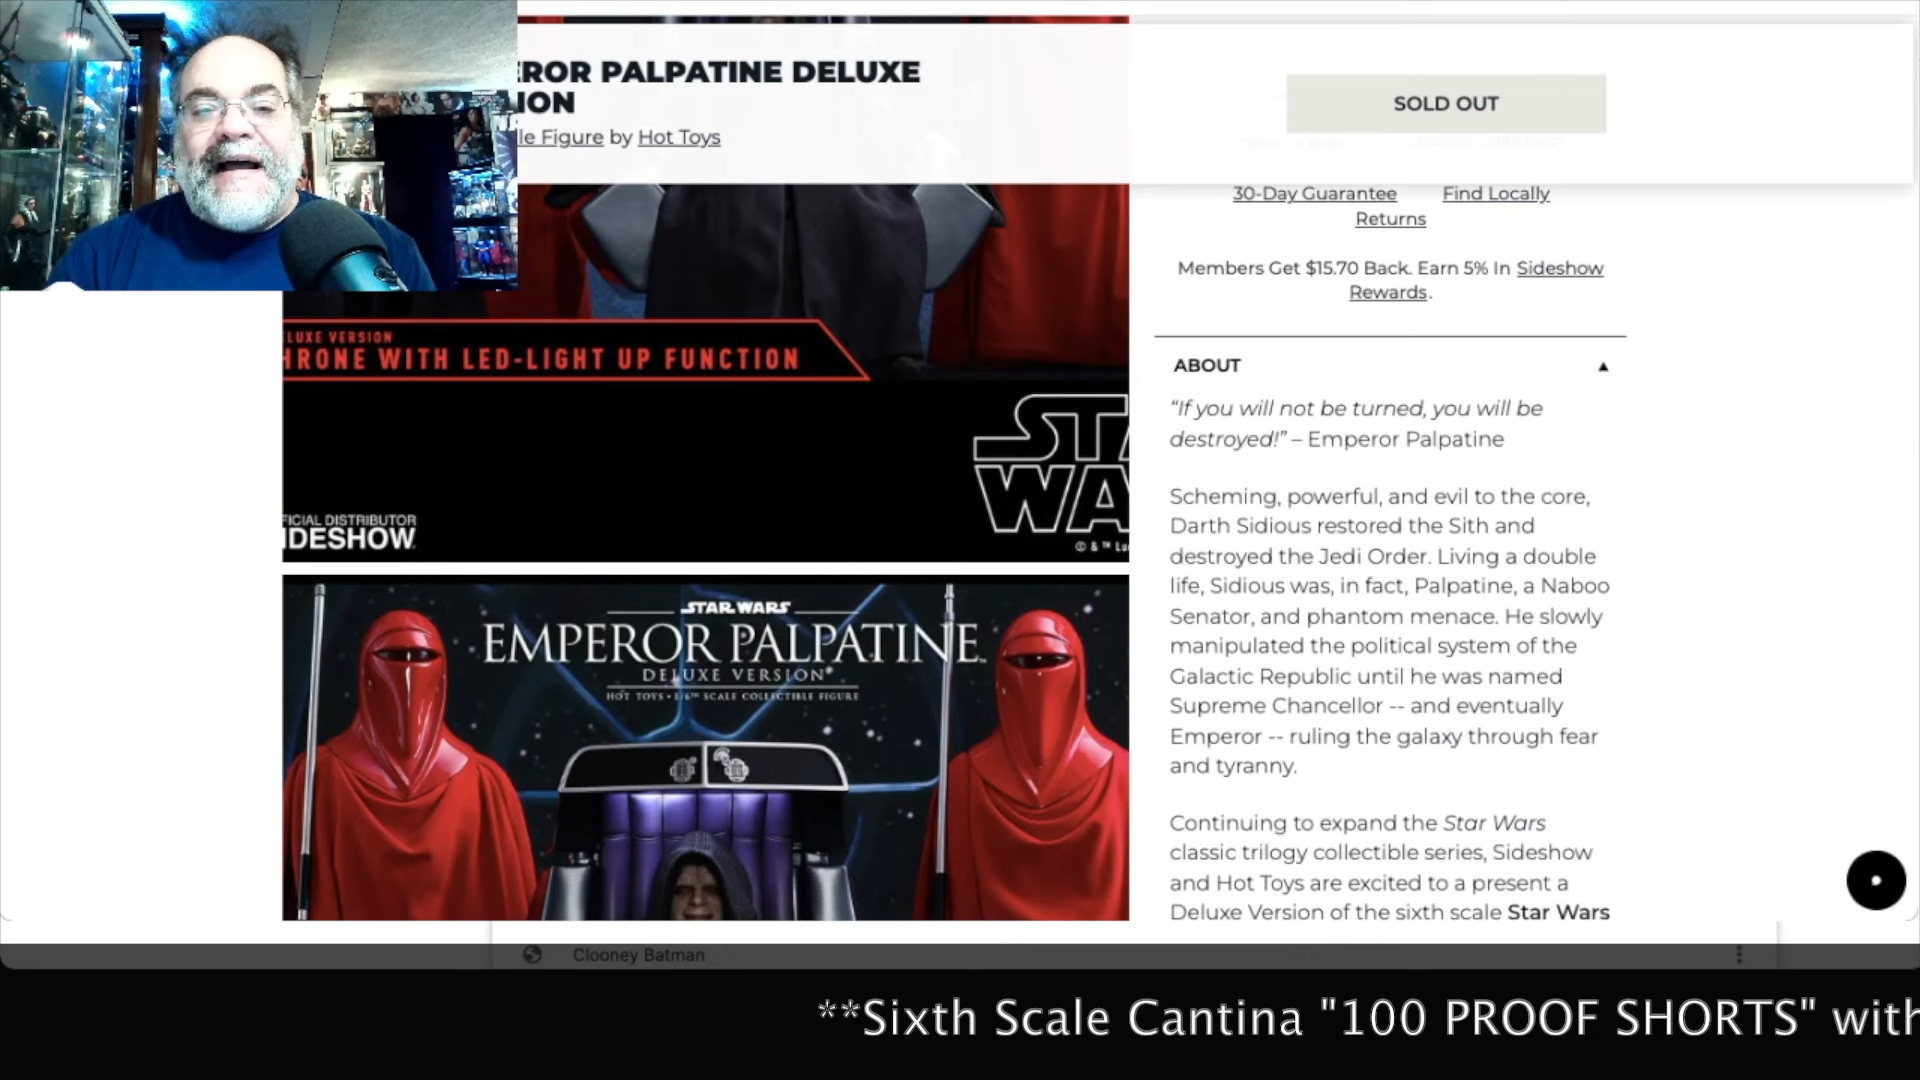 EROR PALPATINE DELUXE
ION
le Figure by Hot Toys
SOLD OUT
30-Day Guarantee
Find Locally
Returns
Members Get $15.70 Back. Earn 5% In Sideshow
Rewards.
LUXE VERSION
HRONE WITH LED-LIGHT UP FUNCTION
STA
WA
FICIAL DISTRIBUTOR
IDESHOW
© & ™ Lu
ABOUT
“If you will not be turned, you will be
destroyed!” – Emperor Palpatine
Scheming, powerful, and evil to the core,
Darth Sidious restored the Sith and
destroyed the Jedi Order. Living a double
life, Sidious was, in fact, Palpatine, a Naboo
Senator, and phantom menace. He slowly
manipulated the political system of the
Galactic Republic until he was named
Supreme Chancellor -- and eventually
Emperor -- ruling the galaxy through fear
and tyranny.
Continuing to expand the Star Wars
classic trilogy collectible series, Sideshow
and Hot Toys are excited to a present a
Deluxe Version of the sixth scale Star Wars
STAR WARS
EMPEROR PALPATINE™
DELUXE VERSION*
HOT TOYS • 1/6TH SCALE COLLECTIBLE FIGURE
Clooney Batman
**Sixth Scale Cantina "100 PROOF SHORTS" with